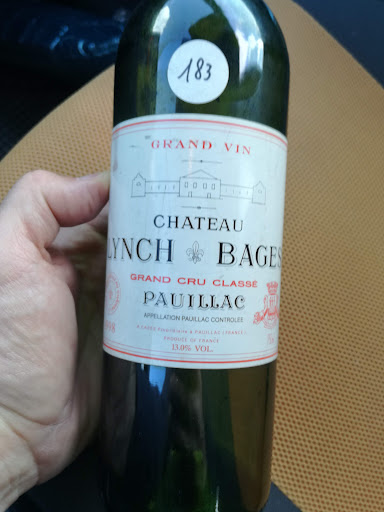 183
GRAND VIN
CHATEAU
LYNCH BAGES
GRAND CRU CLASSÉ
PAUILLAC
APPELLATION PAUILLAC CONTROLÉE
PRODUCE OF FRANCE
13.0% VOL.